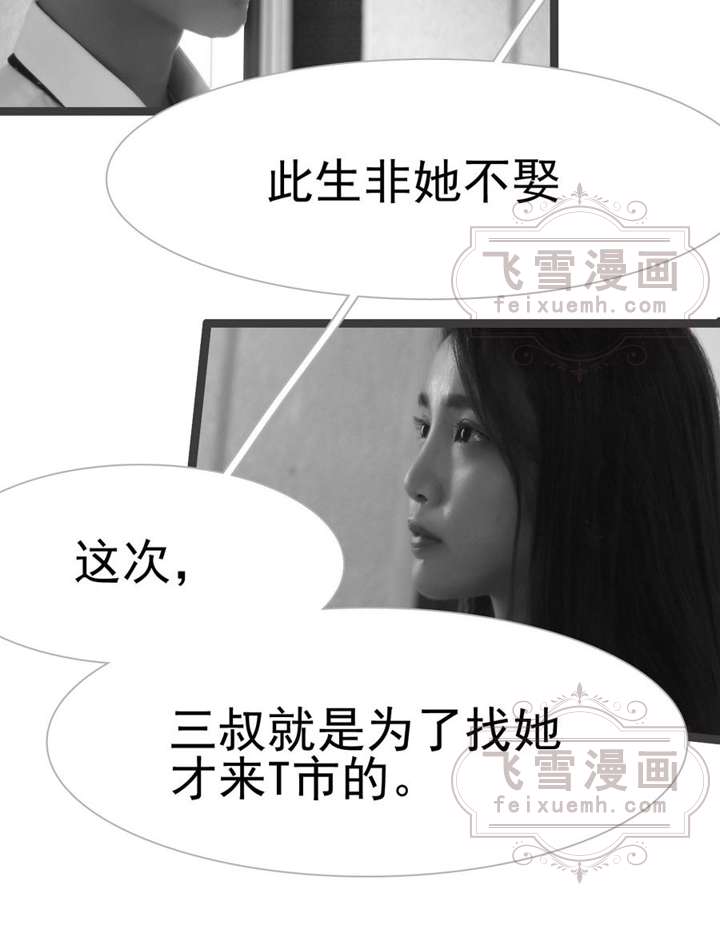 此生非她不娶
飞雪漫画
feixuemh.com
这次，
三叔就是为了找她
才来T市的。
飞雪漫画
feixuemh.com